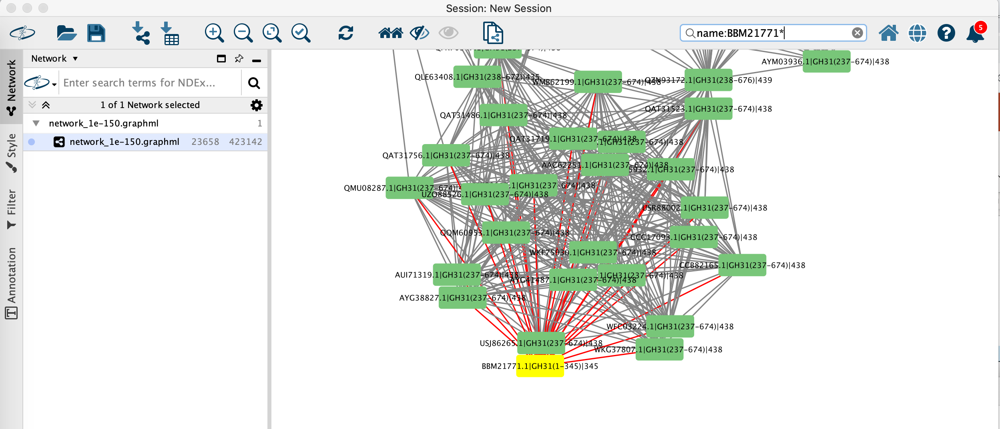 Session: New Session
name:BBM21771*
5
Network
Style
Filter
Annotation
Network
Enter search terms for NDEx...
1 of 1 Network selected
network_1e-150.graphml 1
network_1e-150.graphml 23658 423142
AYM03936.1|GH31(237-674)|438
QLE63408.1|GH31(238-672)|435
WMB62199.1|GH31(237-674)|438
QZN93172.1|GH31(238-676)|439
QAT31523.1|GH31(237-674)|438
QAT31486.1|GH31(237-674)|438
QAT31719.1|GH31(237-674)|438
.1|GH31(237-674)|438
QAT31756.1|GH31(237-674)|438
AAC62251.1|GH31(237-674)|438
5932.1|GH31(237-674)|438
QMU08287.1|GH31(237-674)|4
.1|GH31(237-674)|438
UZO88526.1|GH31(237-674)|438
USR88002.1|GH31(237-674)|438
QQM60953.1|GH31(237-674)|438
CCC17093.1|GH31(237-674)|438
WKF75930.1|GH31(237-674)|438
CCB82165.1|GH31(237-674)|438
AUI71319.1|GH31(237-674)|438
1|GH31(237-674)|438
AYG41487.1|GH31(237-674)|438
AYG38827.1|GH31(237-674)|438
WFC03224.1|GH31(237-674)|438
USJ86265.1|GH31(237-674)|438
WKG37807.1|GH31(237-674)|438
BBM21771.1|GH31(1-345)|345